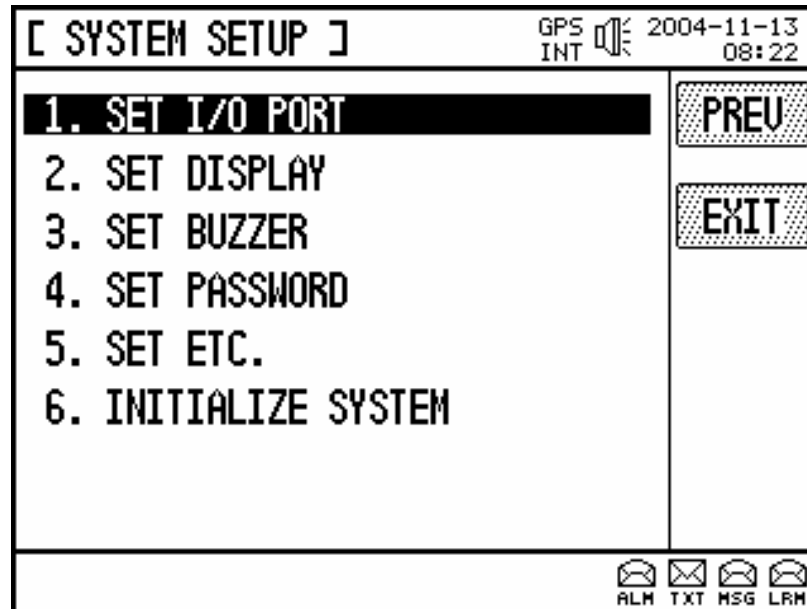 [ SYSTEM SETUP ]
GPS INT
2004-11-13
08:22
1. SET I/O PORT
2. SET DISPLAY
3. SET BUZZER
4. SET PASSWORD
5. SET ETC.
6. INITIALIZE SYSTEM
PREV
EXIT
ALM TXT MSG LRM